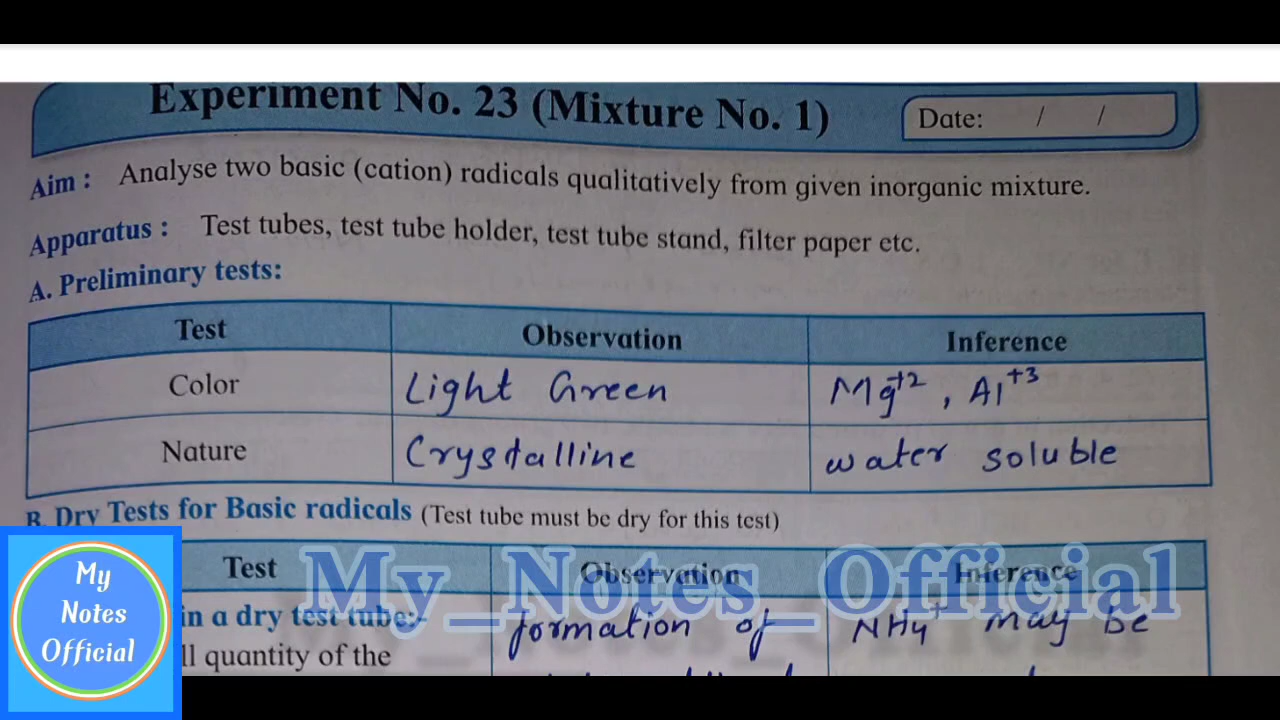 Experiment No. 23 (Mixture No. 1)
Date: / /
Aim : Analyse two basic (cation) radicals qualitatively from given inorganic mixture.
Apparatus : Test tubes, test tube holder, test tube stand, filter paper etc.
A. Preliminary tests:
Test Observation Inference
Color Light Green Mg+2, Al+3
Nature Crystalline water soluble
B. Dry Tests for Basic radicals (Test tube must be dry for this test)
Test Observation Inference
My_Notes_Official
in a dry test tube:- formation of NH4+ may be
ll quantity of the
My
Notes
Official